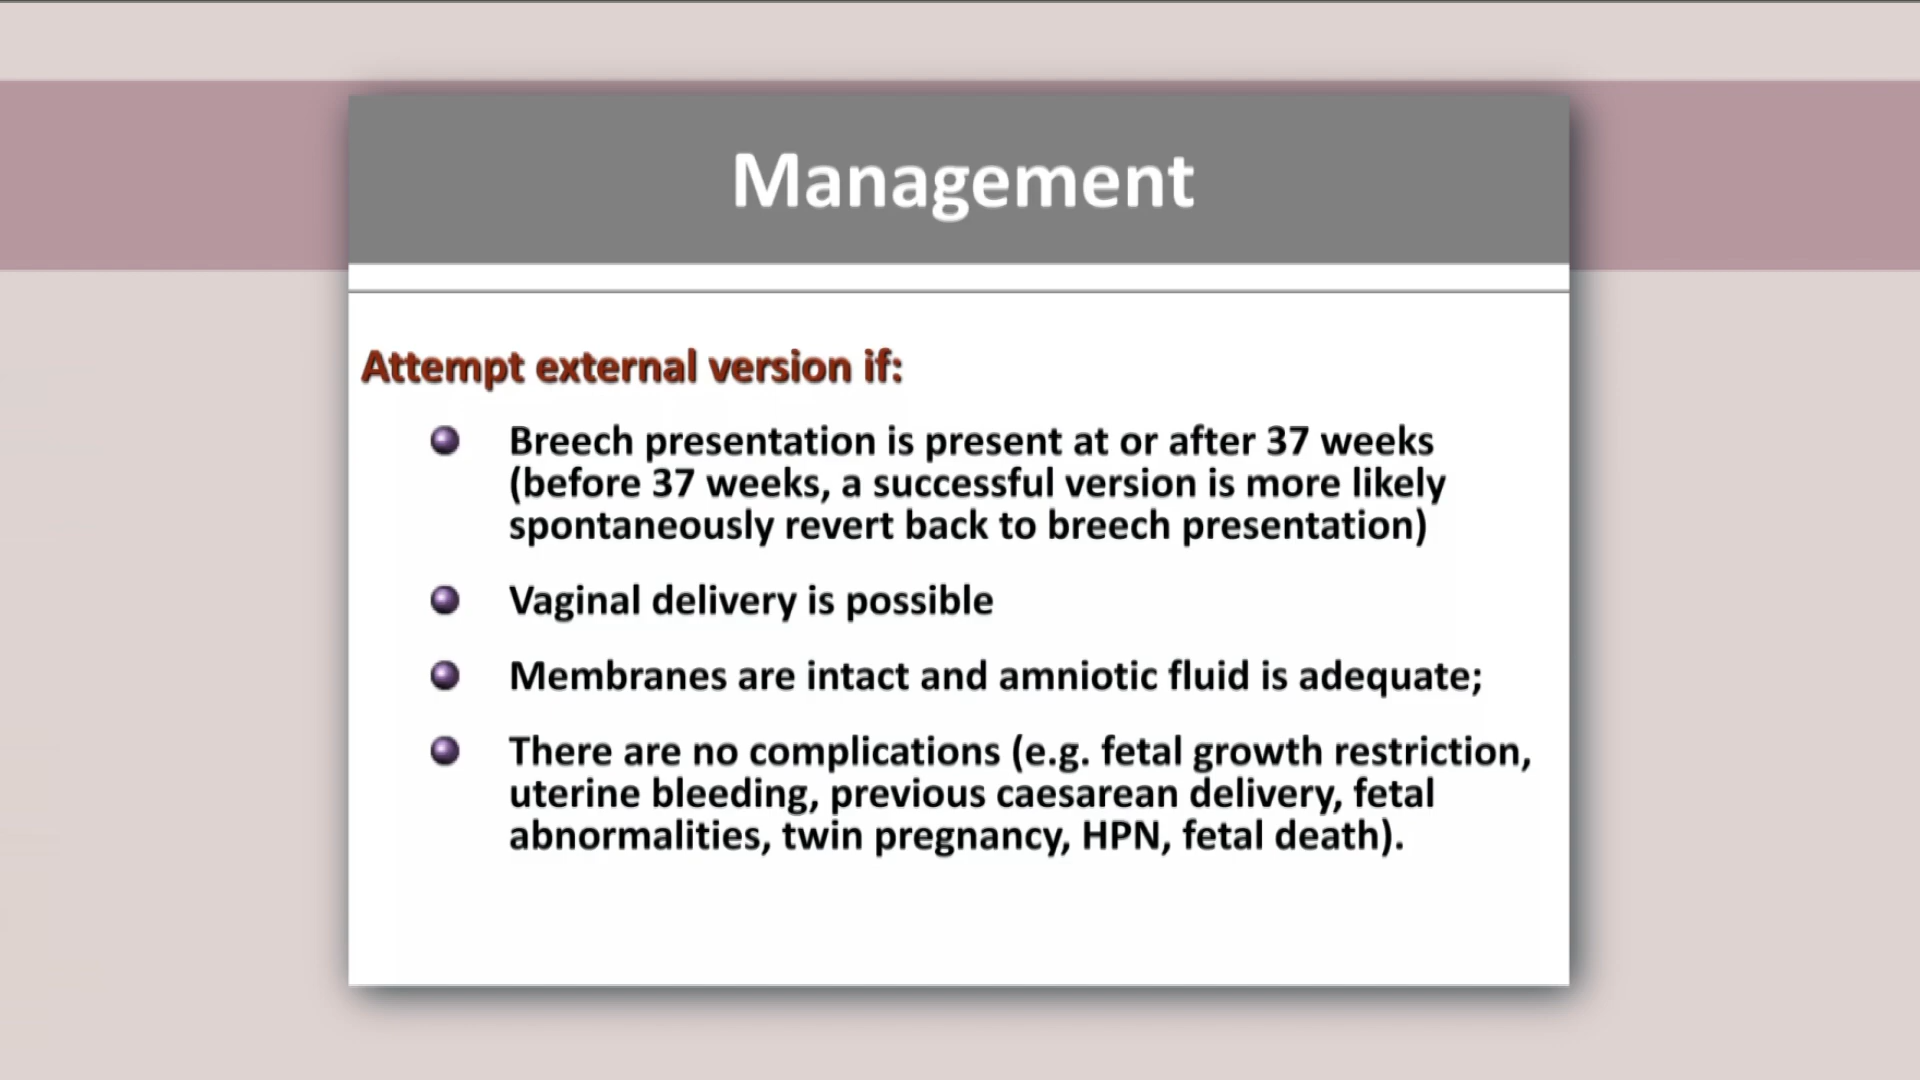 Management
Attempt external version if:
Breech presentation is present at or after 37 weeks
(before 37 weeks, a successful version is more likely
spontaneously revert back to breech presentation)
Vaginal delivery is possible
Membranes are intact and amniotic fluid is adequate;
There are no complications (e.g. fetal growth restriction,
uterine bleeding, previous caesarean delivery, fetal
abnormalities, twin pregnancy, HPN, fetal death).